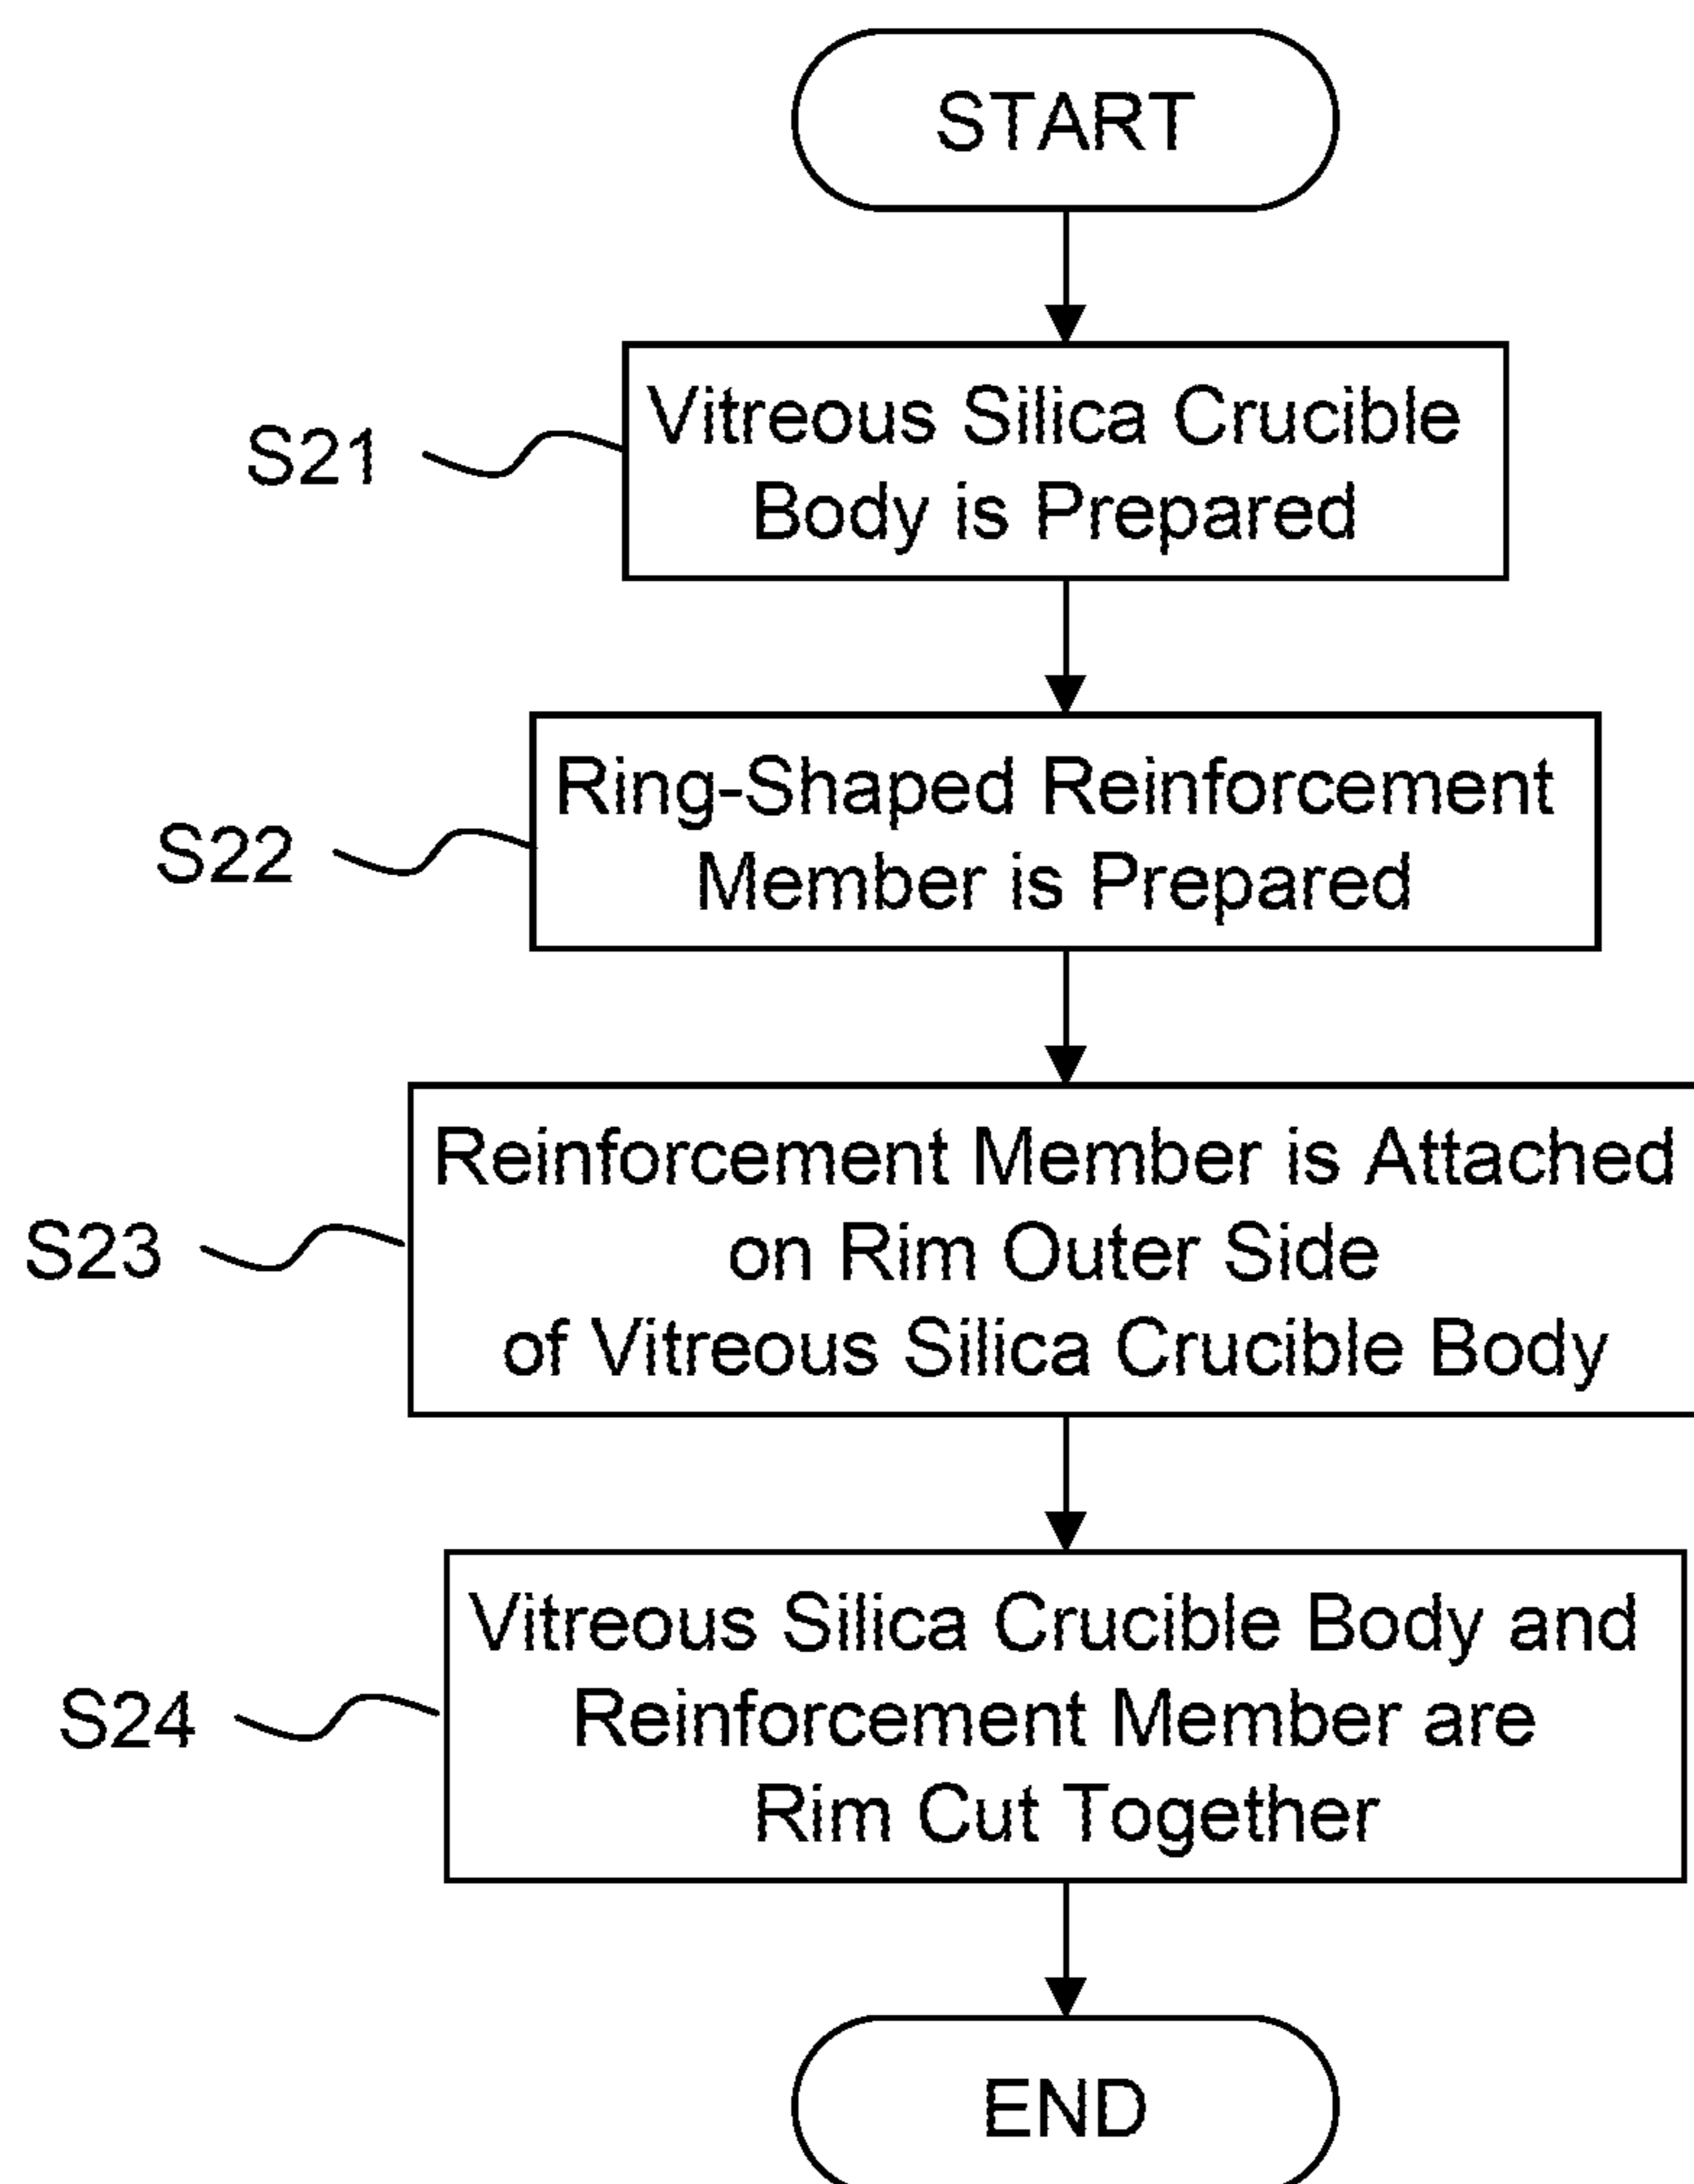 START
S21
Vitreous Silica Crucible
Body is Prepared
S22
Ring-Shaped Reinforcement
Member is Prepared
S23
Reinforcement Member is Attached
on Rim Outer Side
of Vitreous Silica Crucible Body
S24
Vitreous Silica Crucible Body and
Reinforcement Member are
Rim Cut Together
END